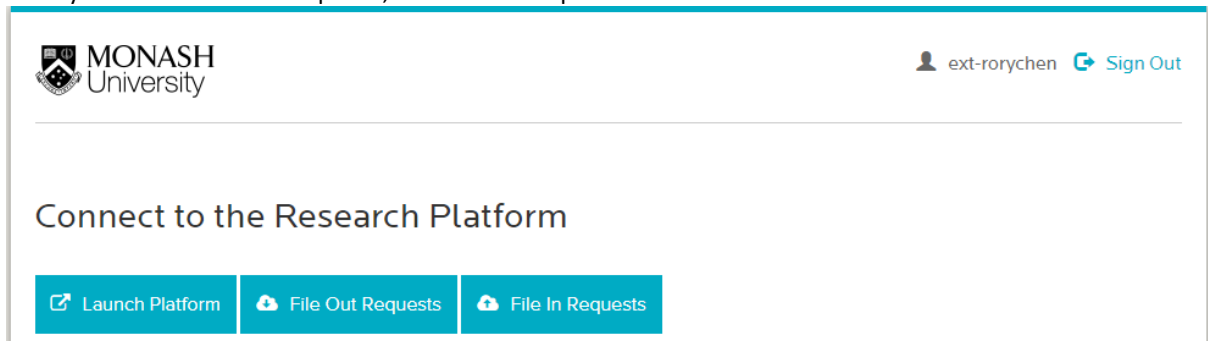 MONASH
University
ext-rorychen Sign Out
Connect to the Research Platform
Launch Platform File Out Requests File In Requests